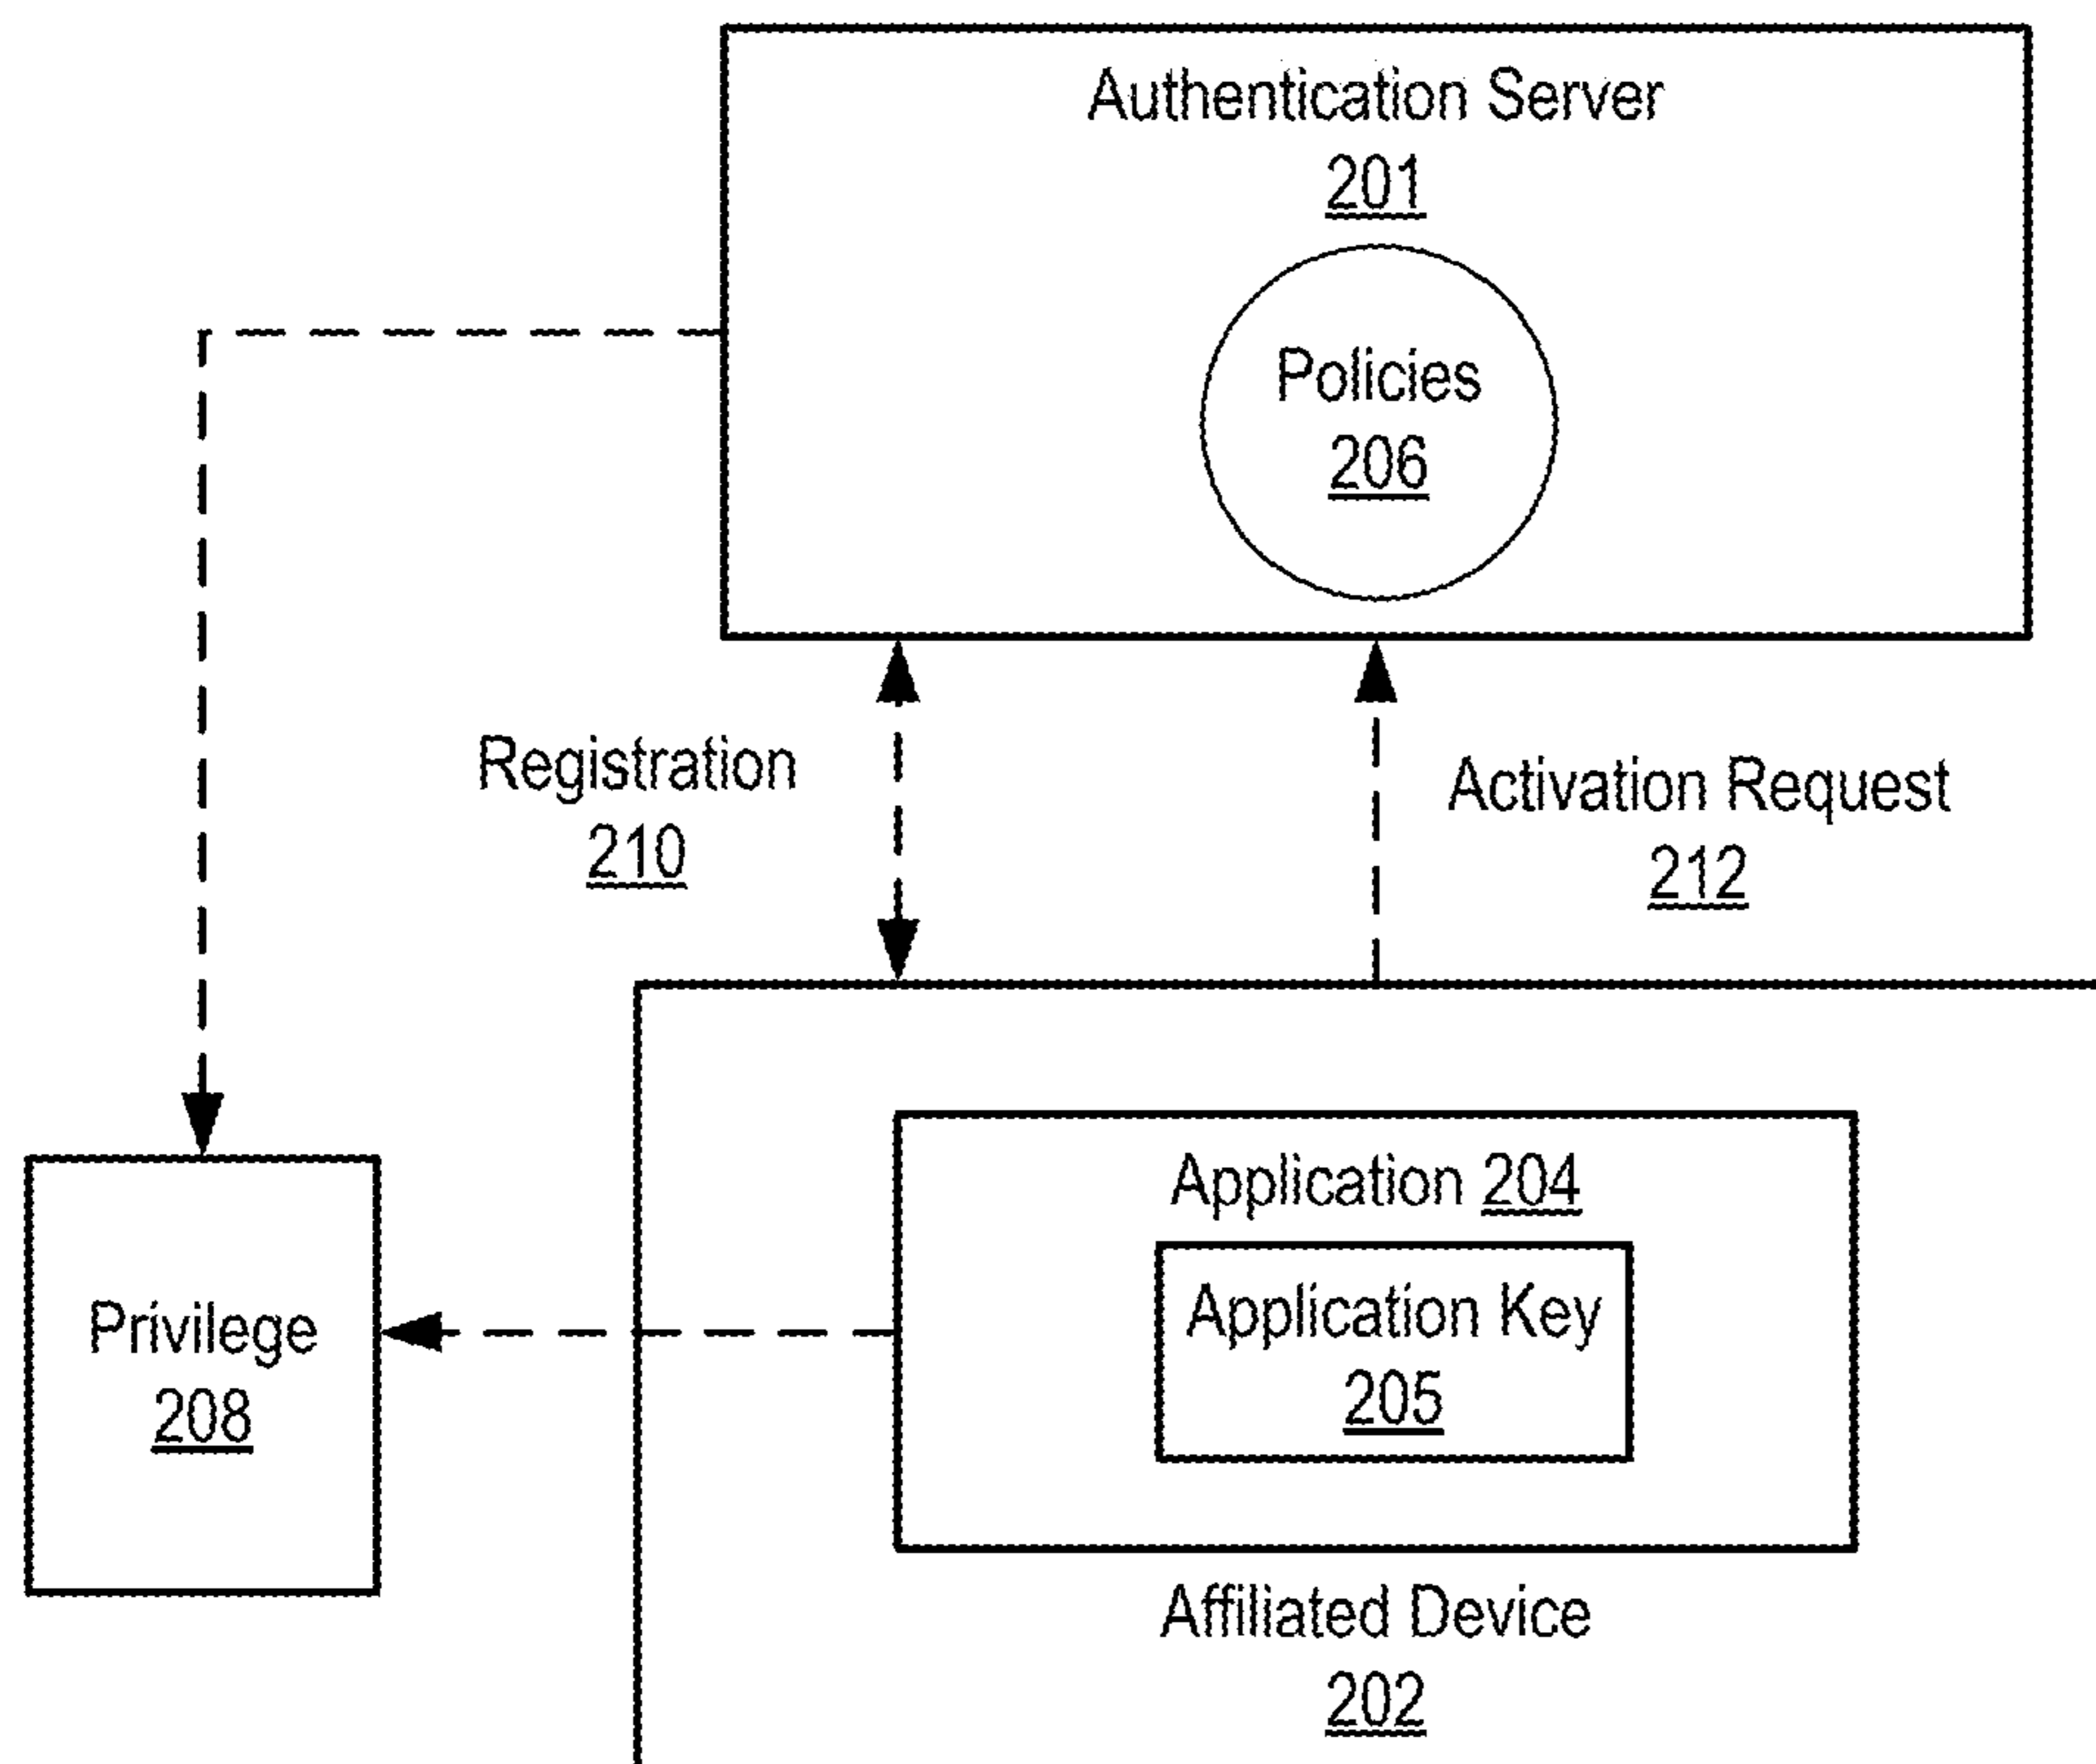 Authentication Server
201
Policies
206
Registration
210
Activation Request
212
Application 204
Application Key
205
Privilege
208
Affiliated Device
202